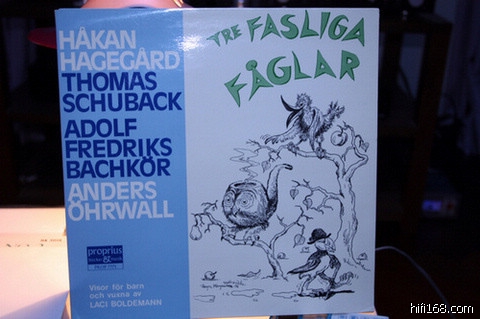 HÅKAN
HAGEGÅRD
THOMAS
SCHUBACK
ADOLF
FREDRIKS
BACHKÖR
ANDERS
ÖHRWALL
TRE FASLIGA
FÅGLAR
proprius
Visor för barn
och vuxna av
LACI BOLDEMANN
hifi168.com